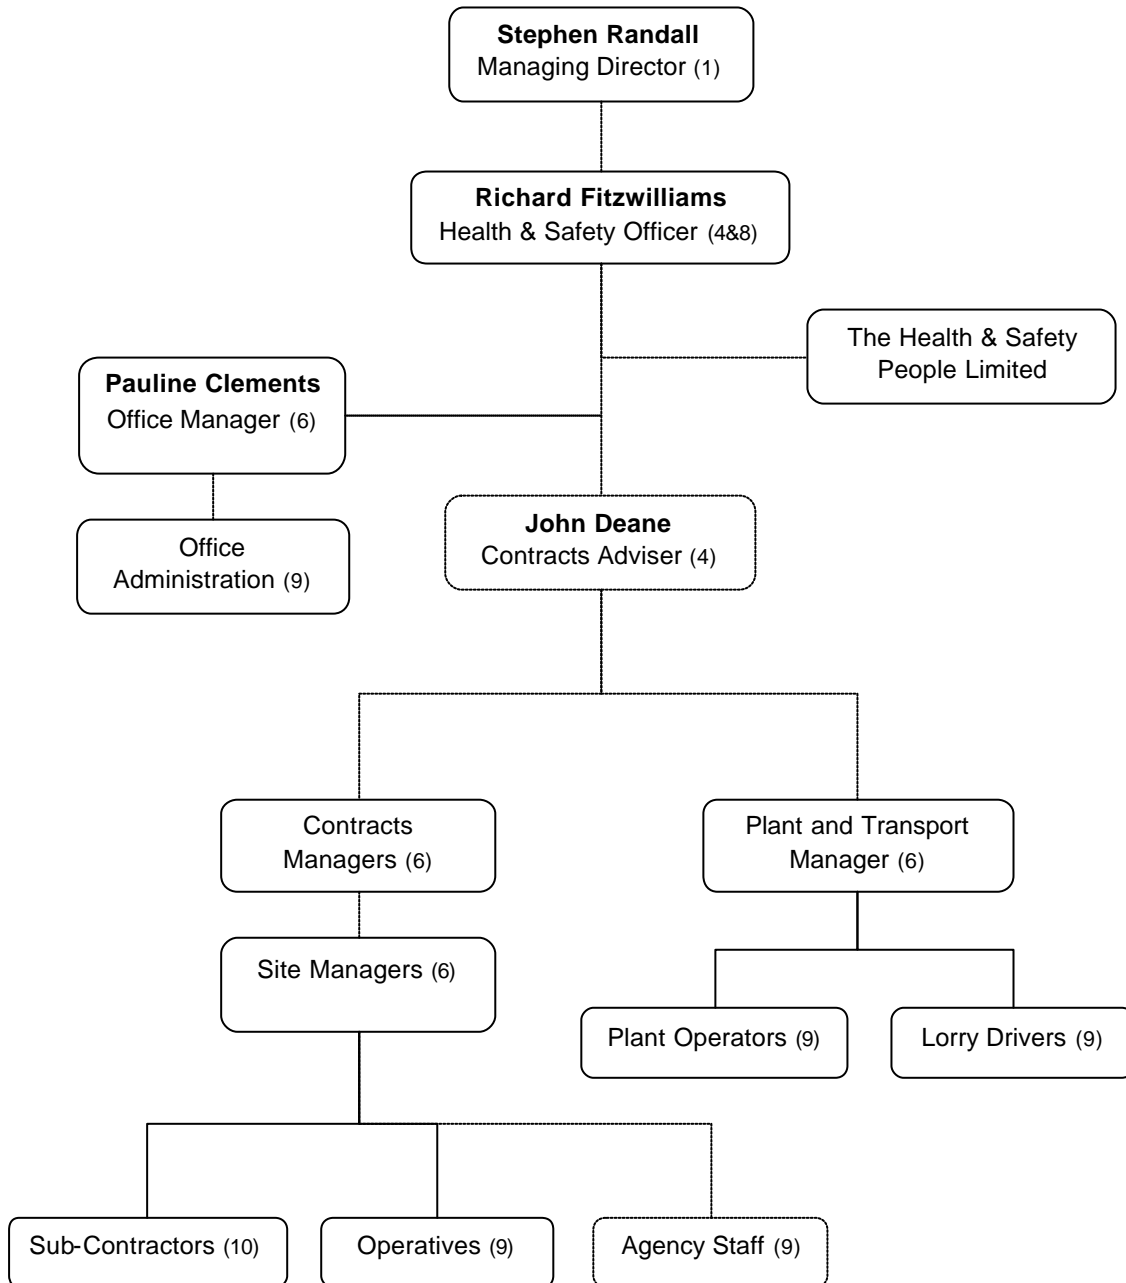 Stephen Randall
Managing Director (1)
Richard Fitzwilliams
Health & Safety Officer (4&8)
The Health & Safety
People Limited
Pauline Clements
Office Manager (6)
Office
Administration (9)
John Deane
Contracts Adviser (4)
Contracts
Managers (6)
Plant and Transport
Manager (6)
Site Managers (6)
Plant Operators (9)
Lorry Drivers (9)
Sub-Contractors (10)
Operatives (9)
Agency Staff (9)